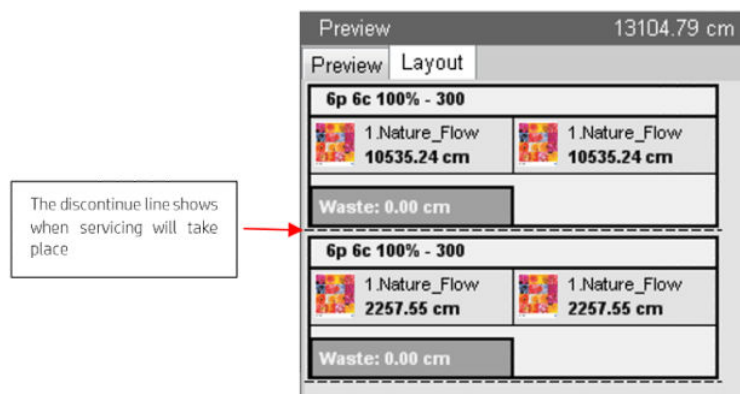 Preview 13104.79 cm
Preview Layout
6p 6c 100% - 300
1.Nature_Flow 1.Nature_Flow
10535.24 cm 10535.24 cm
Waste: 0.00 cm
The discontinue line shows
when servicing will take
place
6p 6c 100% - 300
1.Nature_Flow 1.Nature_Flow
2257.55 cm 2257.55 cm
Waste: 0.00 cm